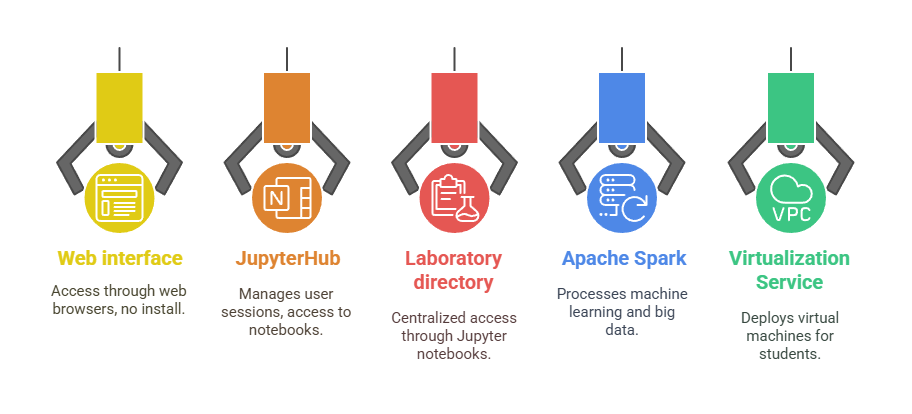 N
VPC
Web interface
Access through web
browsers, no install.
JupyterHub
Manages user
sessions, access to
notebooks.
Laboratory
directory
Centralized access
through Jupyter
notebooks.
Apache Spark
Processes machine
learning and big
data.
Virtualization
Service
Deploys virtual
machines for
students.